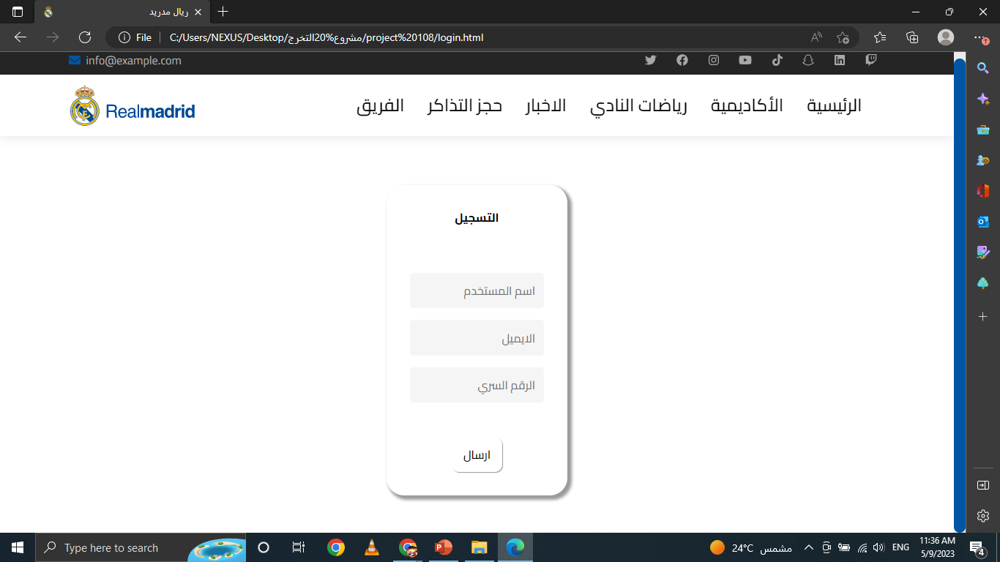 ريال مدريد
File
C:/Users/NEXUS/Desktop/مشروع%20التخرج/project%20108/login.html
info@example.com
Realmadrid
الرئيسية الأكاديمية رياضات النادي الاخبار حجز التذاكر الفريق
التسجيل
اسم المستخدم
الايميل
الرقم السري
ارسال
Type here to search
24°C مشمس
ENG
11:36 AM
5/9/2023
4